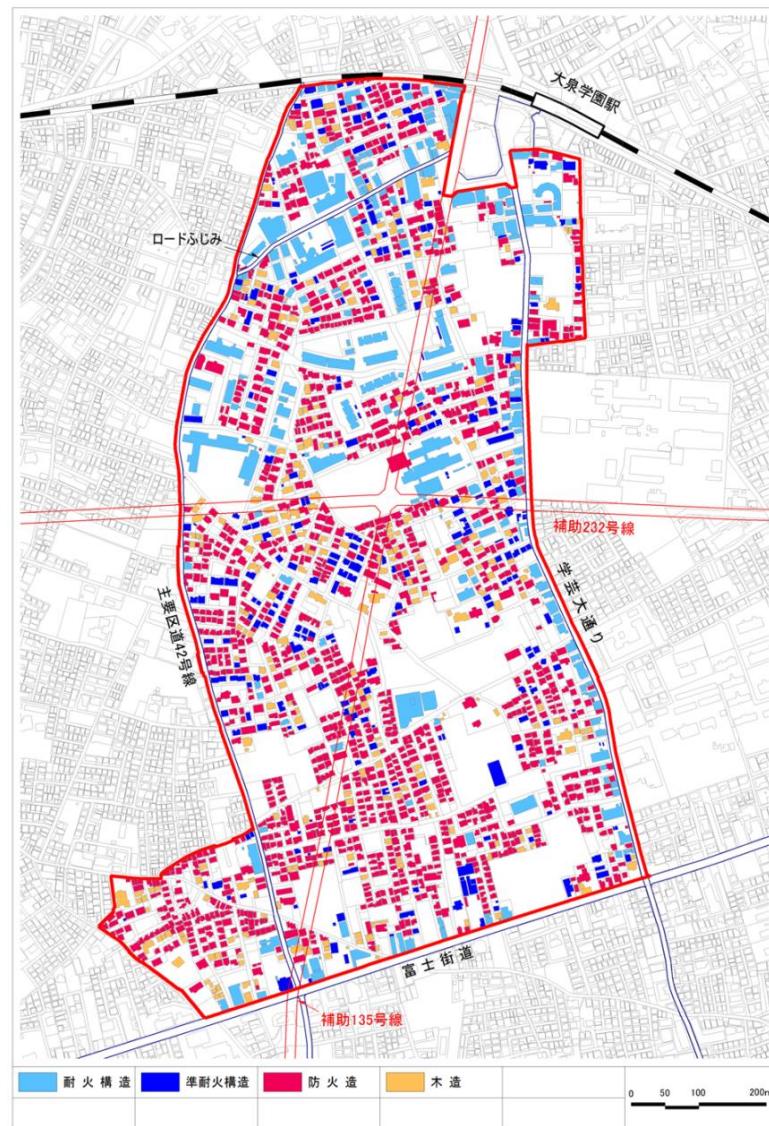 大泉学園駅
ロードふじみ
補助232号線
学芸大通り
主要区道42号線
富士街道
補助135号線
耐火構造
準耐火構造
防火造
木造
0 50 100 200m